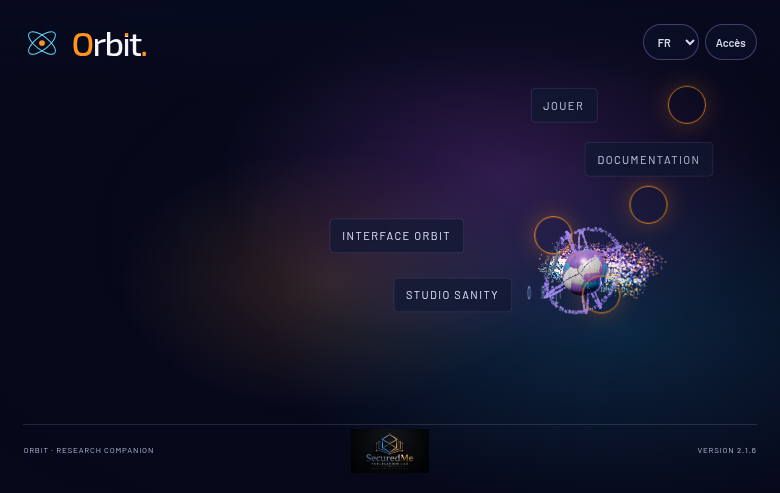 Orbit.
FR
Accès
JOUER
DOCUMENTATION
INTERFACE ORBIT
STUDIO SANITY
ORBIT · RESEARCH COMPANION
SecuredMe
VERSION 2.1.6